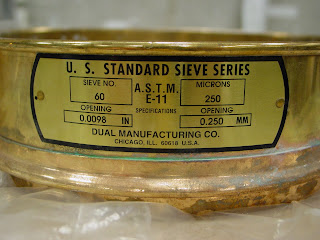 U. S. STANDARD SIEVE SERIES
SIEVE NO. A.S.T.M. MICRONS
60 E-11 250
OPENING SPECIFICATIONS OPENING
0.0098 IN 0.250 MM
DUAL MANUFACTURING CO.
CHICAGO, ILL. 60618 U.S.A.